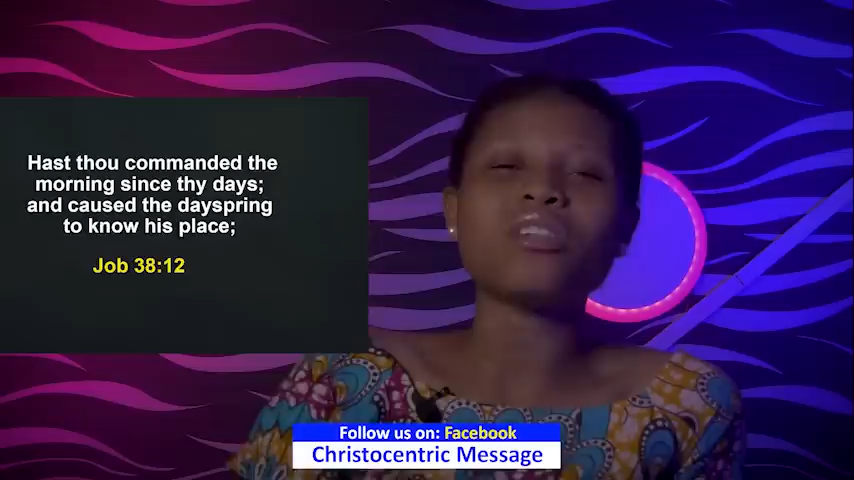 Hast thou commanded the
morning since thy days;
and caused the dayspring
to know his place;
Job 38:12
Follow us on: Facebook
Christocentric Message